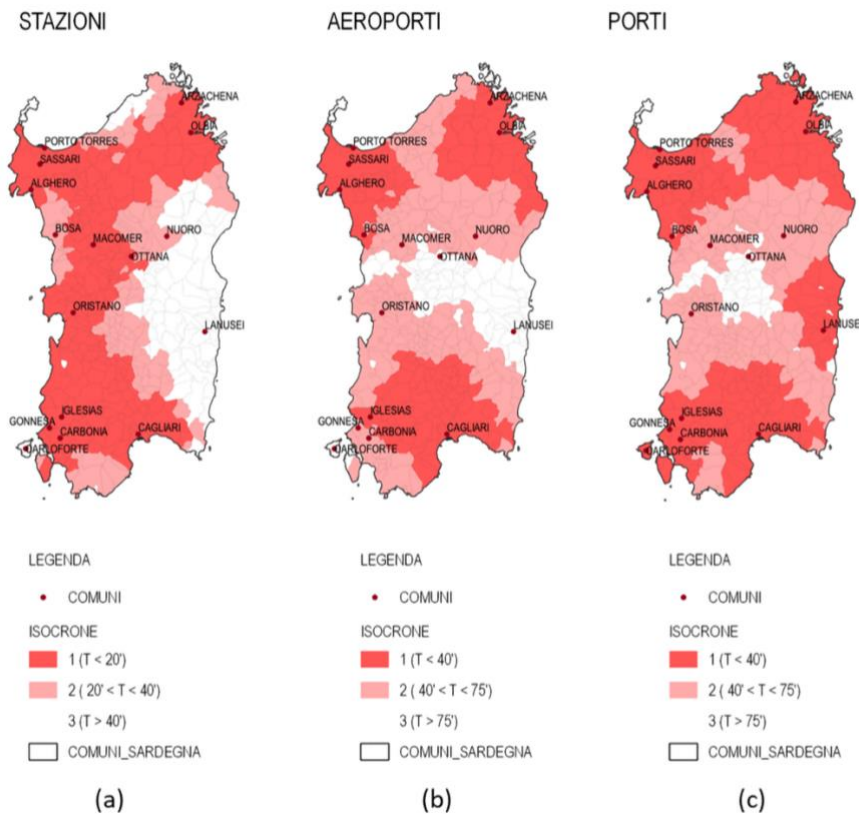 STAZIONI
ARZACHENA
OLBIA
PORTO TORRES
SASSARI
ALGHERO
BOSA
MACOMER
NUORO
OTTANA
ORISTANO
LANUSEI
IGLESIAS
GONNESA
CARBONIA
CAGLIARI
CARLOFORTE
LEGENDA
COMUNI
ISOCRONE
1 (T < 20')
2 ( 20' < T < 40')
3 (T > 40')
COMUNI_SARDEGNA
(a)
AEROPORTI
ARZACHENA
OLBIA
PORTO TORRES
SASSARI
ALGHERO
BOSA
MACOMER
NUORO
OTTANA
ORISTANO
LANUSEI
IGLESIAS
GONNESA
CARBONIA
CAGLIARI
CARLOFORTE
LEGENDA
COMUNI
ISOCRONE
1 (T < 40')
2 ( 40' < T < 75')
3 (T > 75')
COMUNI_SARDEGNA
(b)
PORTI
ARZACHENA
OLBIA
PORTO TORRES
SASSARI
ALGHERO
BOSA
MACOMER
NUORO
OTTANA
ORISTANO
LANUSEI
IGLESIAS
GONNESA
CARBONIA
CAGLIARI
CARLOFORTE
LEGENDA
COMUNI
ISOCRONE
1 (T < 40')
2 ( 40' < T < 75')
3 (T > 75')
COMUNI_SARDEGNA
(c)